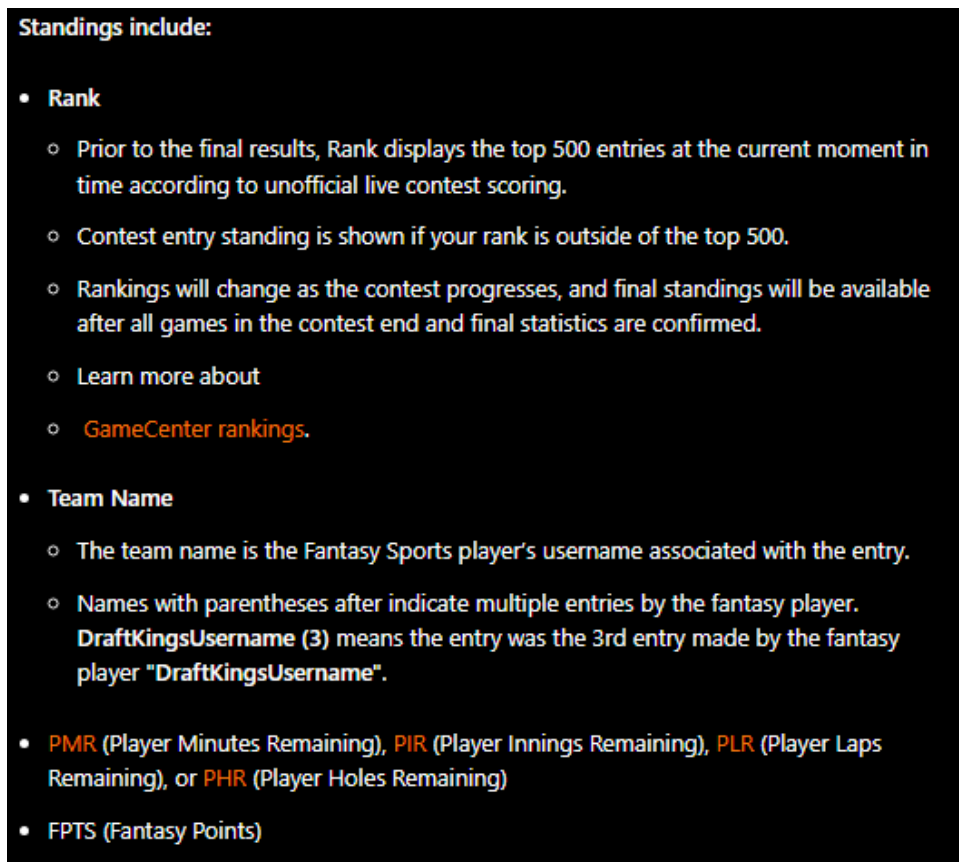 Standings include:
• Rank
○ Prior to the final results, Rank displays the top 500 entries at the current moment in
time according to unofficial live contest scoring.
○ Contest entry standing is shown if your rank is outside of the top 500.
○ Rankings will change as the contest progresses, and final standings will be available
after all games in the contest end and final statistics are confirmed.
○ Learn more about
○ GameCenter rankings.
• Team Name
○ The team name is the Fantasy Sports player's username associated with the entry.
○ Names with parentheses after indicate multiple entries by the fantasy player.
DraftKingsUsername (3) means the entry was the 3rd entry made by the fantasy
player "DraftKingsUsername".
• PMR (Player Minutes Remaining), PIR (Player Innings Remaining), PLR (Player Laps
Remaining), or PHR (Player Holes Remaining)
• FPTS (Fantasy Points)